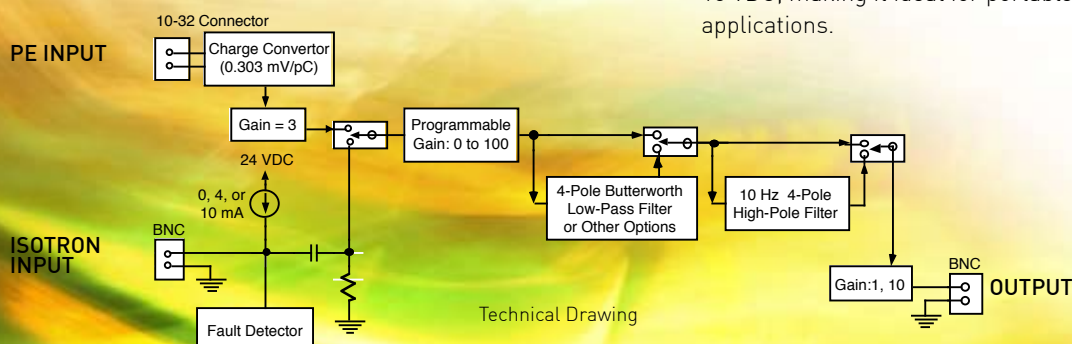 applications.
10-32 Connector
PE INPUT
Charge Convertor
(0.303 mV/pC)
Gain = 3
Programmable
Gain: 0 to 100
24 VDC
0, 4, or
10 mA
4-Pole Butterworth
Low-Pass Filter
or Other Options
10 Hz 4-Pole
High-Pole Filter
BNC
ISOTRON
INPUT
Fault Detector
Gain:1, 10
BNC
OUTPUT
Technical Drawing